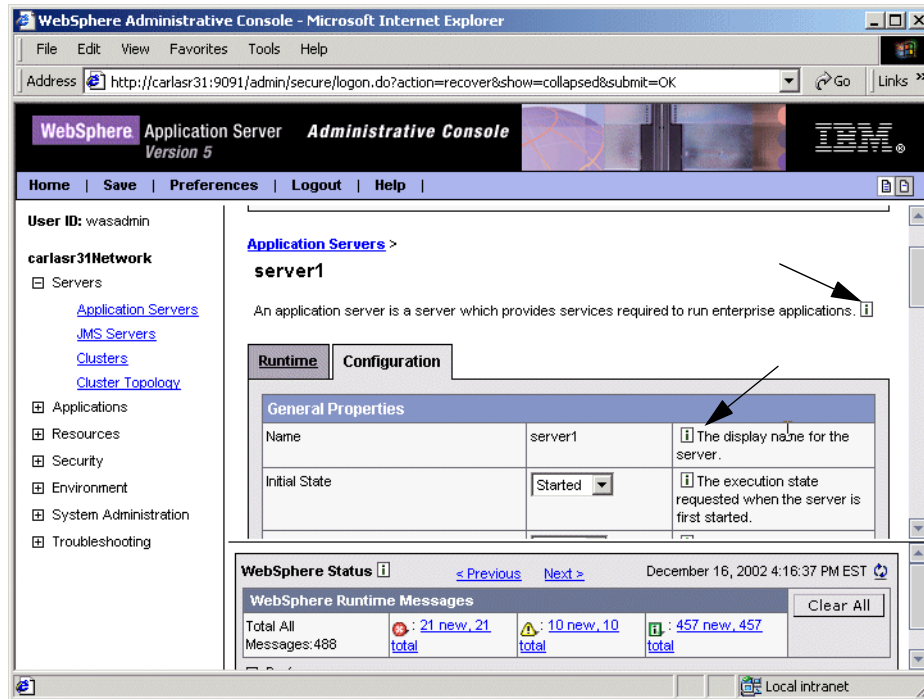 WebSphere Administrative Console - Microsoft Internet Explorer
File Edit View Favorites Tools Help
Address http://carlasr31:9091/admin/secure/logon.do?action=recover&show=collapsed&submit=OK Go Links »
WebSphere Application Server Administrative Console
Version 5
IBM®
Home | Save | Preferences | Logout | Help |
User ID: wasadmin
carlasr31Network
Servers
Application Servers
JMS Servers
Clusters
Cluster Topology
Applications
Resources
Security
Environment
System Administration
Troubleshooting
Application Servers >
server1
An application server is a server which provides services required to run enterprise applications. i
Runtime Configuration
General Properties
Name server1 i The display name for the
server.
Initial State Started i The execution state
requested when the server is
first started.
WebSphere Status i < Previous Next > December 16, 2002 4:16:37 PM EST
WebSphere Runtime Messages Clear All
Total All
Messages:488
: 21 new, 21
total
: 10 new, 10
total
: 457 new, 457
total
Local intranet